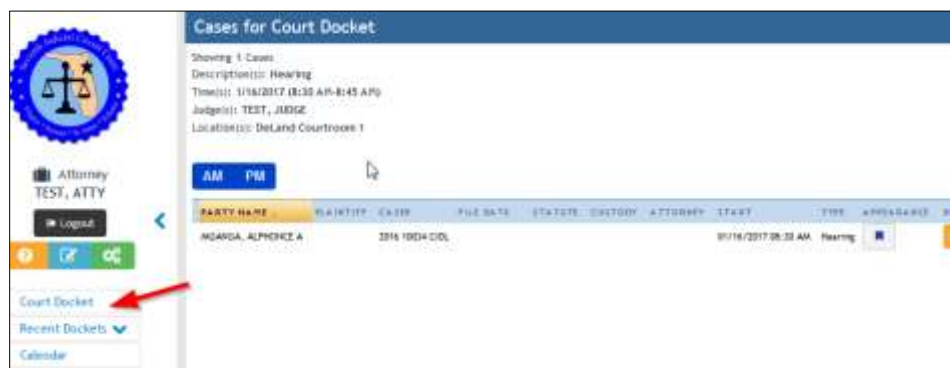 Cases for Court Docket
Showing 1 Cases
Description(s): Hearing
Time(s): 1/16/2017 (8:30 AM-8:45 AM)
Judge(s): TEST, JUDGE
Location(s): DeLand Courtroom 1
Attorney
TEST, ATTY
Logout
AM PM
PARTY NAME PLAINTIFF CASE# FILE DATE STATUTE CUSTODY ATTORNEY START TYPE APPEARANCE
ALPHONCE A 2016 CIDL 01/16/2017 08:30 AM Hearing
Court Docket
Recent Dockets
Calendar